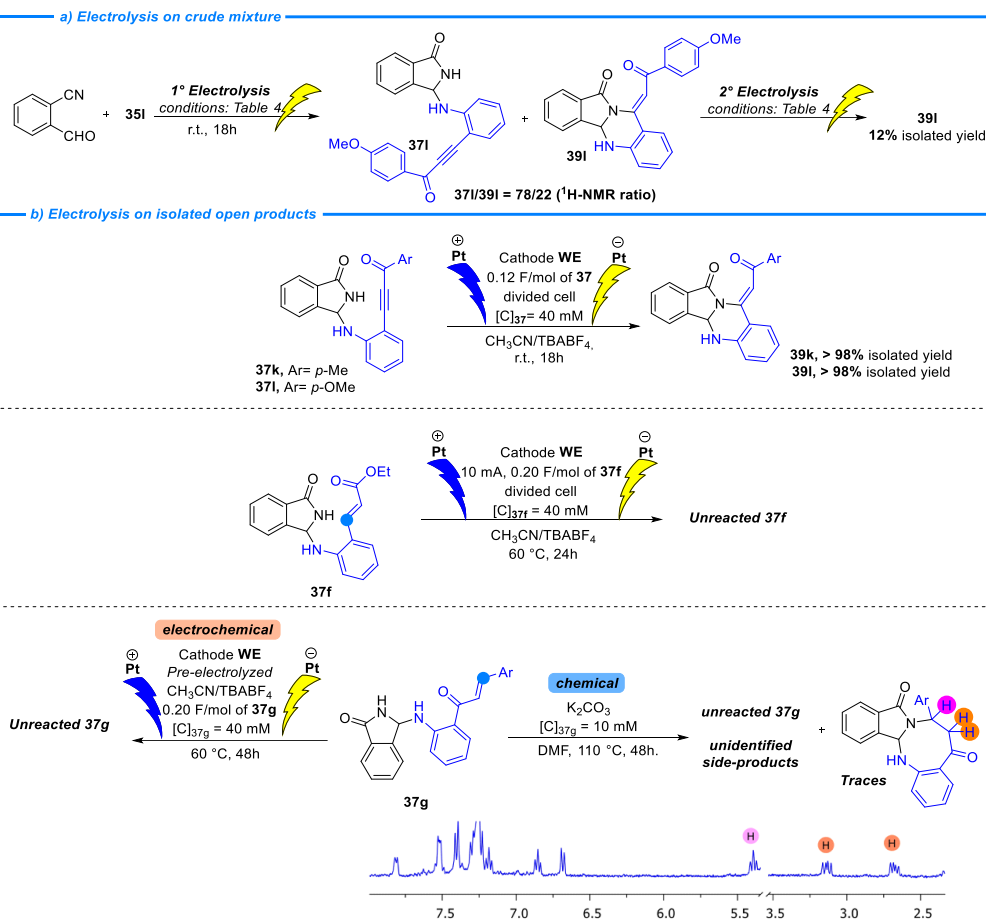 a) Electrolysis on crude mixture
CN
CHO
+
35l
1° Electrolysis
conditions: Table 4
r.t., 18h
O
NH
HN
37l
MeO
O
+
OMe
O
O
N
39l
HN
2° Electrolysis
conditions: Table 4
39l
12% isolated yield
37l/39l = 78/22 (1H-NMR ratio)
b) Electrolysis on isolated open products
O
NH
HN
O
Ar
37k, Ar= p-Me
37l, Ar= p-OMe
+
Pt
Cathode WE
0.12 F/mol of 37
divided cell
[C]37= 40 mM
CH3CN/TBABF4,
r.t., 18h
−
Pt
O
Ar
O
N
HN
39k, > 98% isolated yield
39l, > 98% isolated yield
OEt
O
O
NH
HN
37f
+
Pt
Cathode WE
10 mA, 0.20 F/mol of 37f
divided cell
[C]37f = 40 mM
CH3CN/TBABF4
60 °C, 24h
−
Pt
Unreacted 37f
electrochemical
+
Pt
Cathode WE
Pre-electrolyzed
CH3CN/TBABF4
0.20 F/mol of 37g
[C]37g = 40 mM
60 °C, 48h
−
Pt
Unreacted 37g
Ar
O
H
N
HN
O
37g
chemical
K2CO3
[C]37g = 10 mM
DMF, 110 °C, 48h.
unreacted 37g
unidentified
side-products
+
O
Ar
H
N
H
H
HN
O
Traces
H
H
H
7.5 7.0 6.5 6.0 5.5 3.5 3.0 2.5